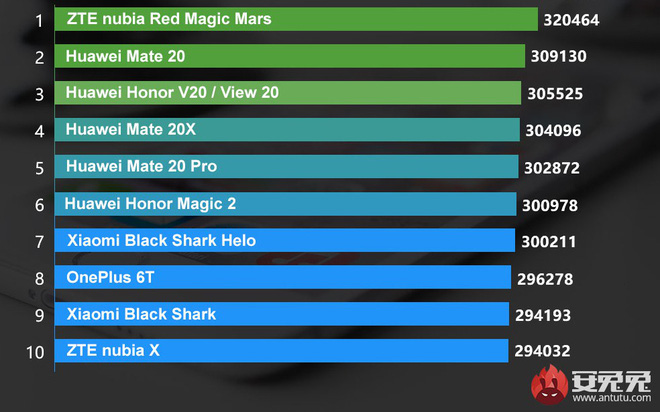 1 ZTE nubia Red Magic Mars 320464
2 Huawei Mate 20 309130
3 Huawei Honor V20 / View 20 305525
4 Huawei Mate 20X 304096
5 Huawei Mate 20 Pro 302872
6 Huawei Honor Magic 2 300978
7 Xiaomi Black Shark Helo 300211
8 OnePlus 6T 296278
9 Xiaomi Black Shark 294193
10 ZTE nubia X 294032
安兔兔
www.antutu.com